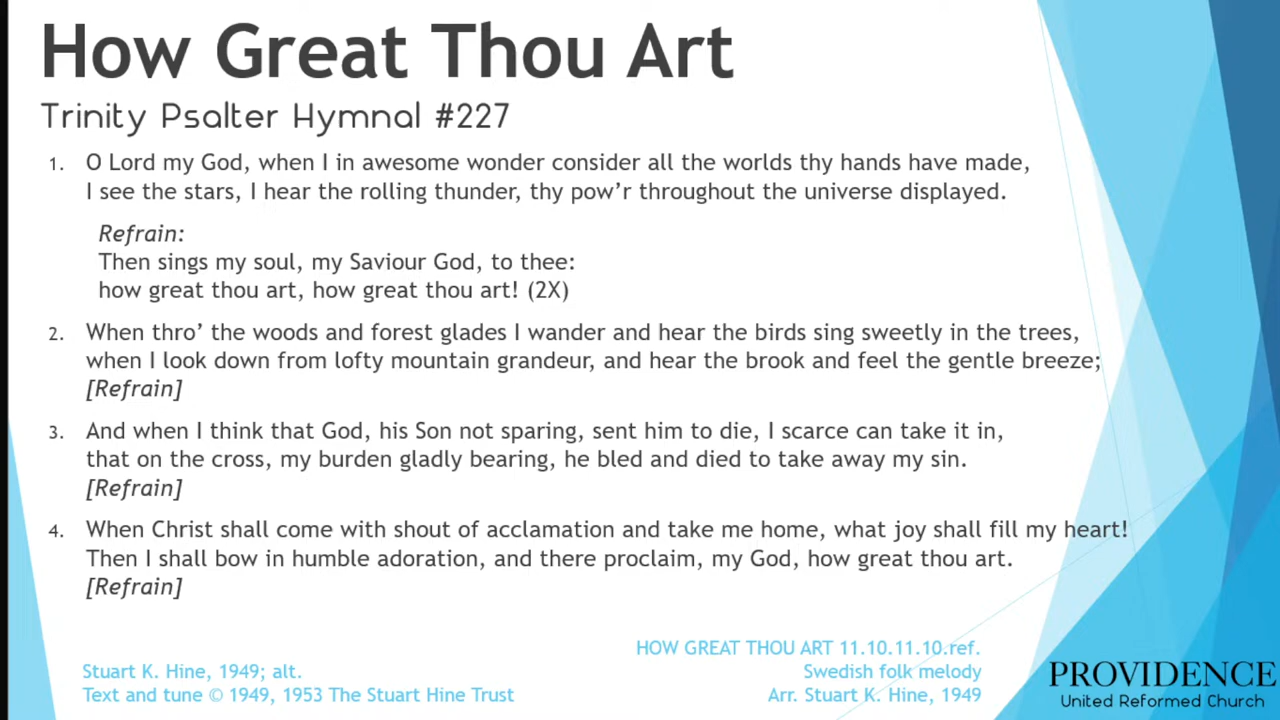 How Great Thou Art
Trinity Psalter Hymnal #227
1. O Lord my God, when I in awesome wonder consider all the worlds thy hands have made,
I see the stars, I hear the rolling thunder, thy pow’r throughout the universe displayed.
Refrain:
Then sings my soul, my Saviour God, to thee:
how great thou art, how great thou art! (2X)
2. When thro’ the woods and forest glades I wander and hear the birds sing sweetly in the trees,
when I look down from lofty mountain grandeur, and hear the brook and feel the gentle breeze;
[Refrain]
3. And when I think that God, his Son not sparing, sent him to die, I scarce can take it in,
that on the cross, my burden gladly bearing, he bled and died to take away my sin.
[Refrain]
4. When Christ shall come with shout of acclamation and take me home, what joy shall fill my heart!
Then I shall bow in humble adoration, and there proclaim, my God, how great thou art.
[Refrain]
Stuart K. Hine, 1949; alt.
Text and tune © 1949, 1953 The Stuart Hine Trust
HOW GREAT THOU ART 11.10.11.10.ref.
Swedish folk melody
Arr. Stuart K. Hine, 1949
PROVIDENCE
United Reformed Church